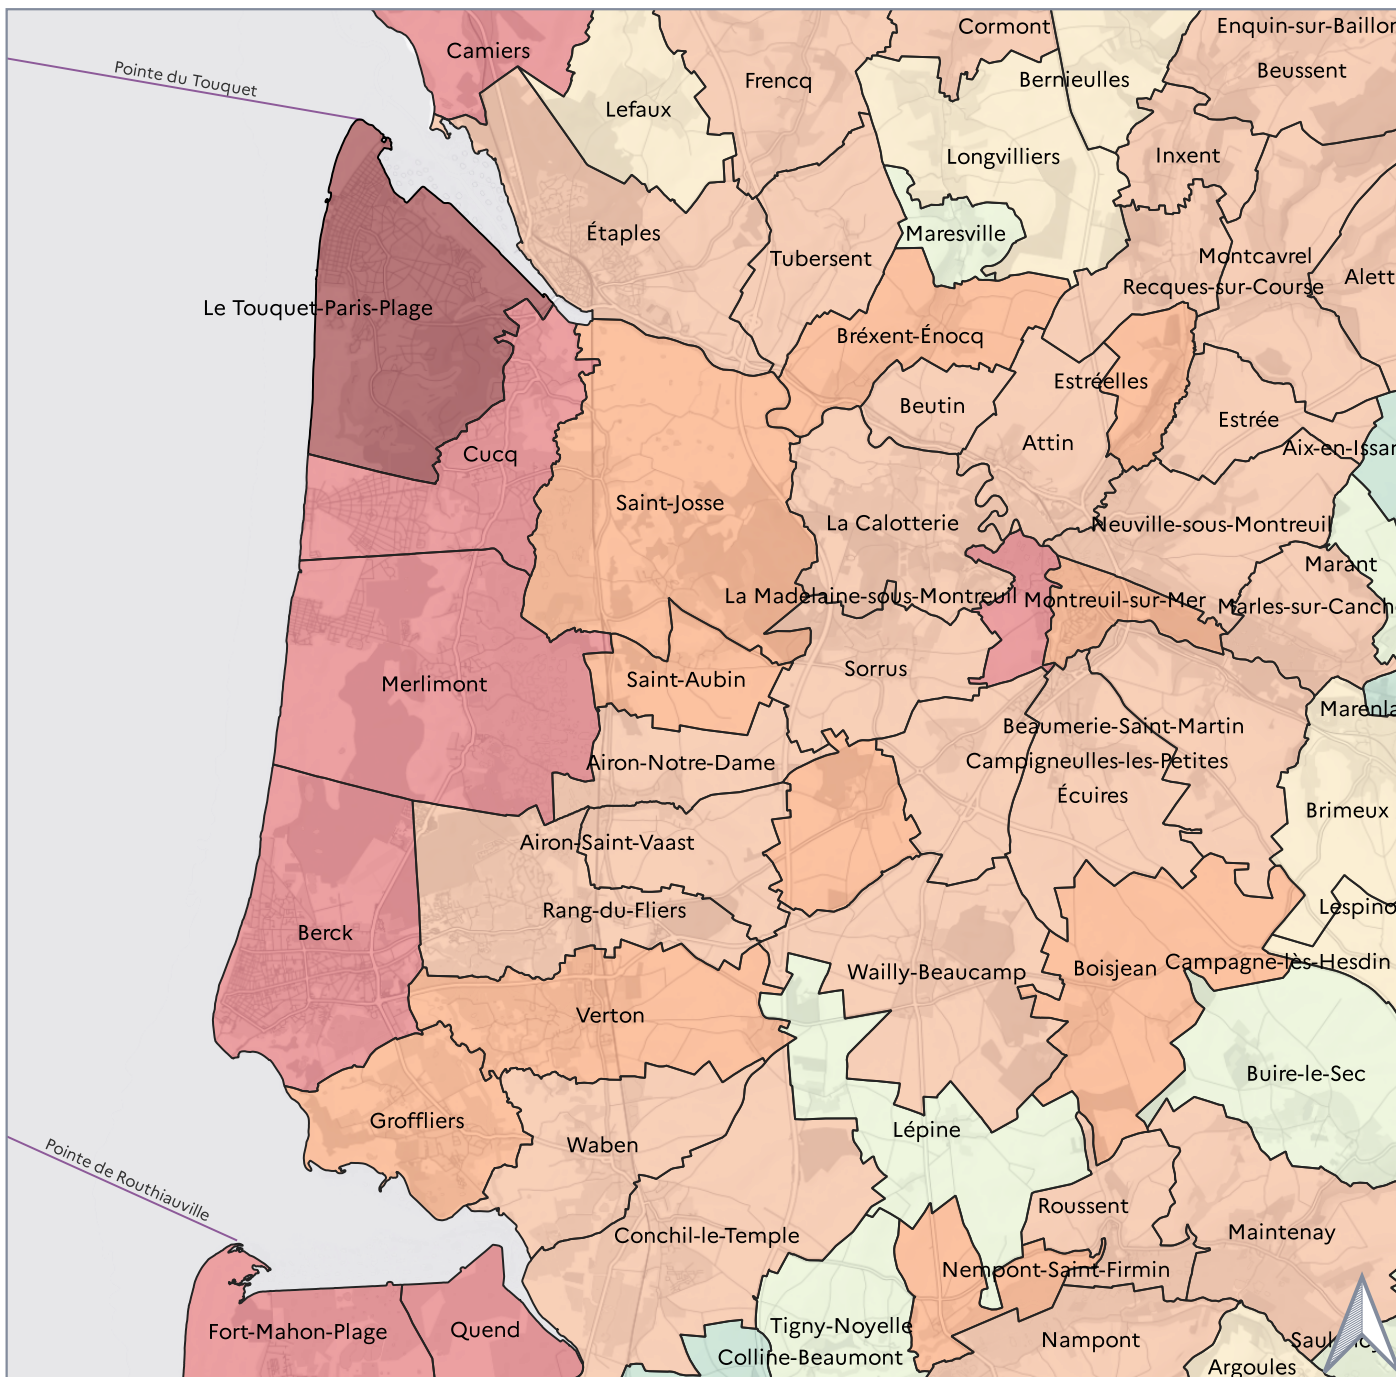 Cormont
Enquin-sur-Baillon
Camiers
Beussent
Frencq
Bernieulles
Pointe du Touquet
Lefaux
Longvilliers
Inxent
Étaples
Maresville
Tubersent
Montcavrel
Recques-sur-Course
Alett
Le Touquet-Paris-Plage
Bréxent-Énocq
Estréelles
Beutin
Estrée
Attin
Aix-en-Issar
Cucq
Saint-Josse
La Calotterie
Neuville-sous-Montreuil
Marant
La Madelaine-sous-Montreuil
Montreuil-sur-Mer
Marles-sur-Canche
Sorrus
Saint-Aubin
Merlimont
Marenla
Beaumerie-Saint-Martin
Airon-Notre-Dame
Campigneulles-les-Petites
Écuires
Brimeux
Airon-Saint-Vaast
Rang-du-Fliers
Lespino
Berck
Campagne-lès-Hesdin
Wailly-Beaucamp
Boisjean
Verton
Buire-le-Sec
Groffliers
Lépine
Waben
Pointe de Routhiauville
Roussent
Conchil-le-Temple
Maintenay
Nempont-Saint-Firmin
Fort-Mahon-Plage
Quend
Tigny-Noyelle
Nampont
Colline-Beaumont
Argoules